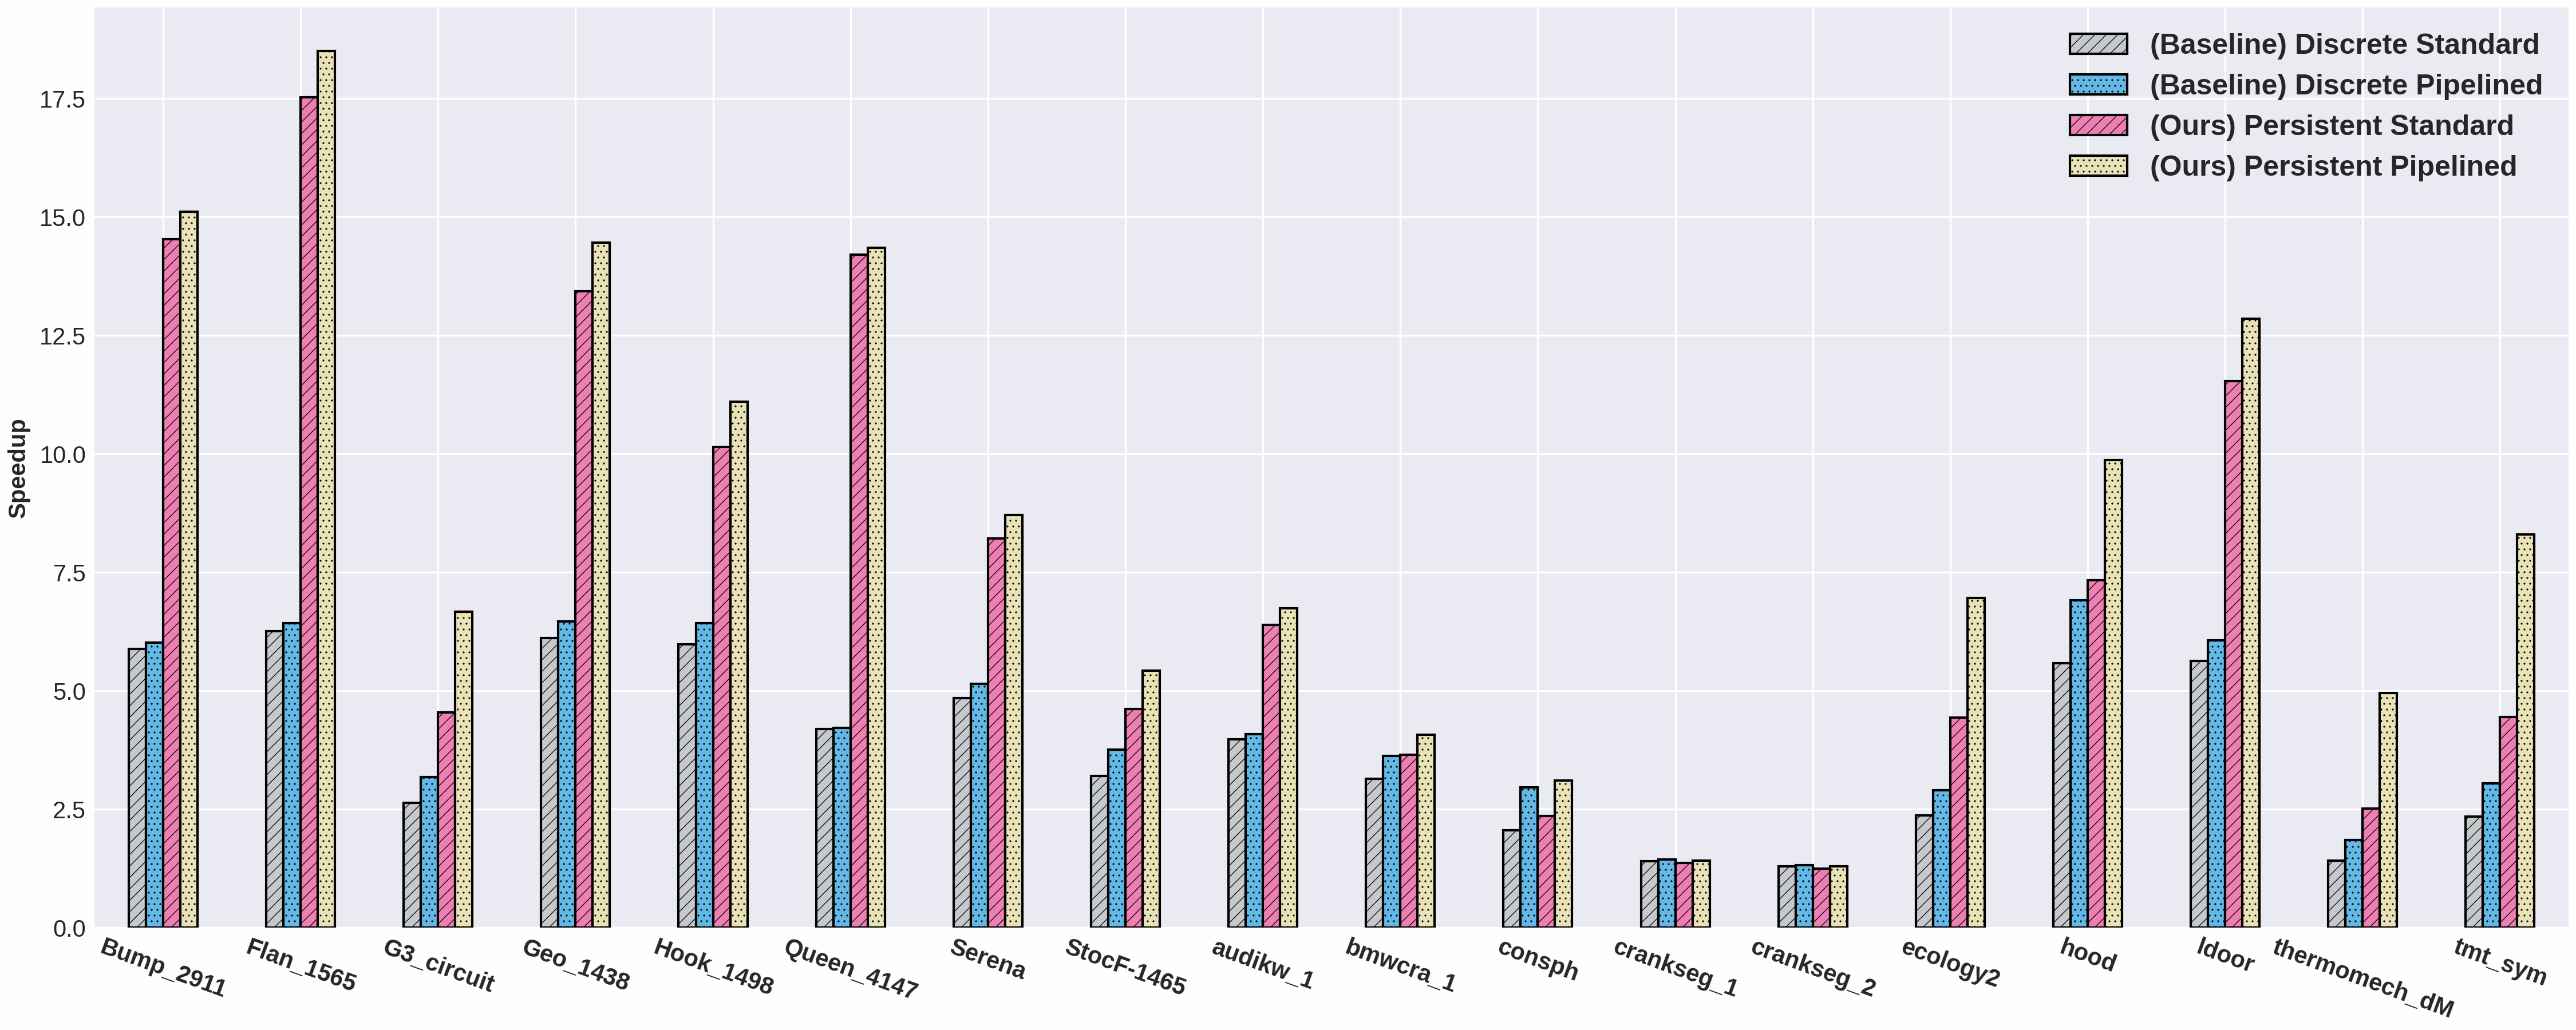 (Baseline) Discrete Standard
(Baseline) Discrete Pipelined
(Ours) Persistent Standard
(Ours) Persistent Pipelined
Speedup
17.5
15.0
12.5
10.0
7.5
5.0
2.5
0.0
Bump_2911
Flan_1565
G3_circuit
Geo_1438
Hook_1498
Queen_4147
Serena
StocF-1465
audikw_1
bmwcra_1
consph
crankseg_1
crankseg_2
ecology2
hood
ldoor
thermomech_dM
tmt_sym